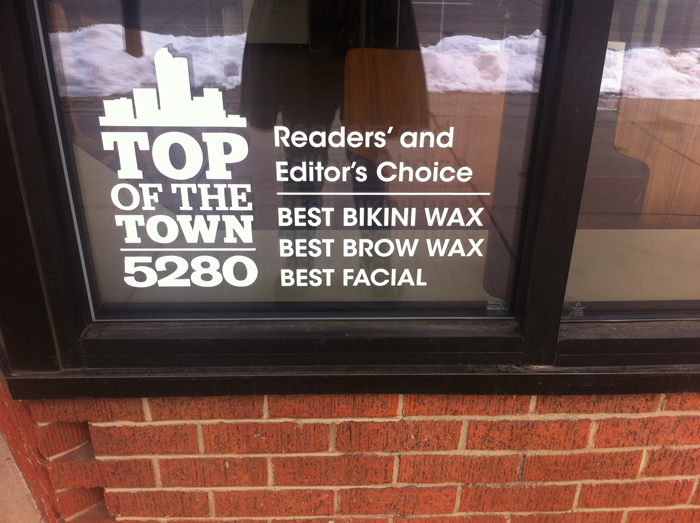 TOP
OF THE
TOWN
5280
Readers' and
Editor's Choice
BEST BIKINI WAX
BEST BROW WAX
BEST FACIAL